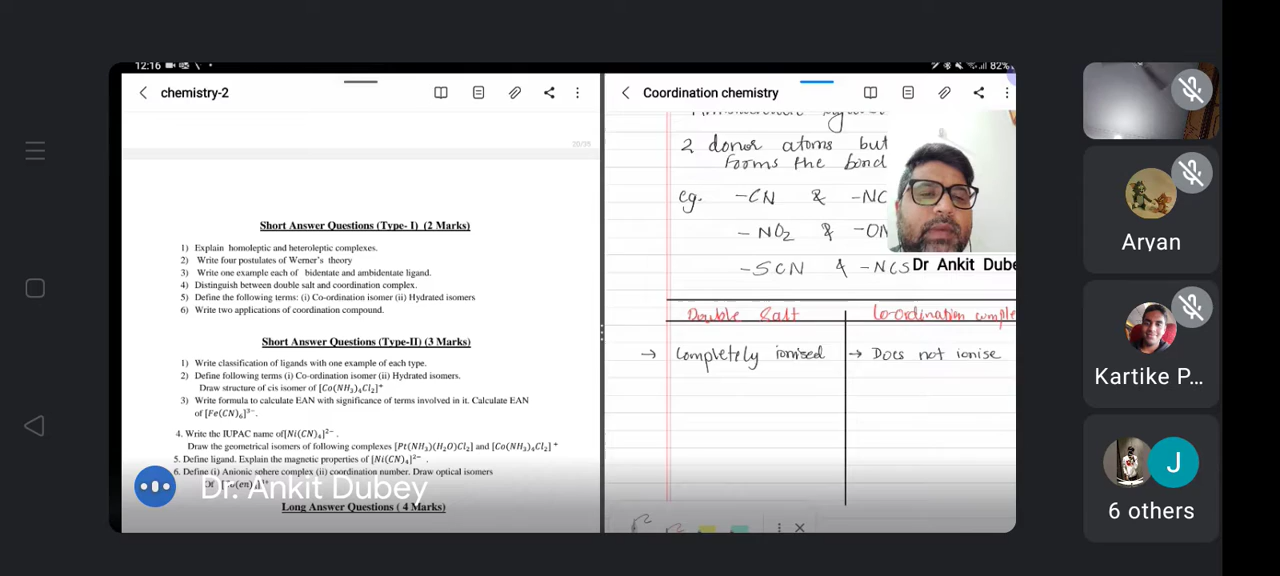 12:16
82%
chemistry-2
20/35
Short Answer Questions (Type- I) (2 Marks)
1) Explain homoleptic and heteroleptic complexes.
2) Write four postulates of Werner's theory
3) Write one example each of bidentate and ambidentate ligand.
4) Distinguish between double salt and coordination complex.
5) Define the following terms: (i) Co-ordination isomer (ii) Hydrated isomers
6) Write two applications of coordination compound.
Short Answer Questions (Type-II) (3 Marks)
1) Write classification of ligands with one example of each type.
2) Define following terms (i) Co-ordination isomer (ii) Hydrated isomers.
Draw structure of cis isomer of [Co(NH₃)₄Cl₂]⁺
3) Write formula to calculate EAN with significance of terms involved in it. Calculate EAN
of [Fe(CN)₆]³⁻.
4. Write the IUPAC name of[Ni(CN)₄]²⁻ .
Draw the geometrical isomers of following complexes [Pt(NH₃)(H₂O)Cl₂] and [Co(NH₃)₄Cl₂]⁺
5. Define ligand. Explain the magnetic properties of [Ni(CN)₄]²⁻
6. Define (i) Anionic sphere complex (ii) coordination number. Draw optical isomers
Of
Long Answer Questions ( 4 Marks)
Dr. Ankit Dubey
Coordination chemistry
2 donor atoms but
forms the bond
eg. -CN & -NC
-NO₂ & -ON
-SCN & -NCS
Dr Ankit Dube
Double Salt
Co-ordination comple
→ Completely ionised
→ Does not ionise
Aryan
Kartike P...
J
6 others